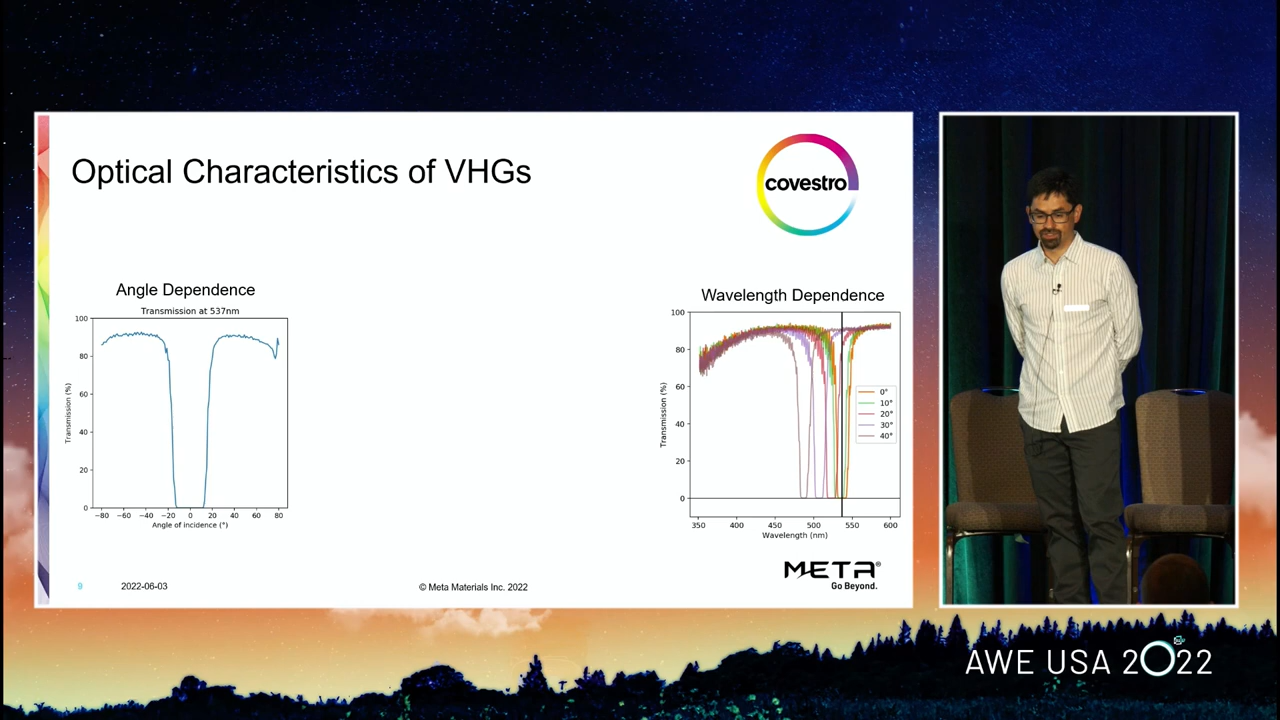 Optical Characteristics of VHGs
covestro
Angle Dependence
Transmission at 537nm
100
80
60
40
20
0
Transmission (%)
−80 −60 −40 −20 0 20 40 60 80
Angle of incidence (°)
Wavelength Dependence
100
80
60
40
20
0
Transmission (%)
0°
10°
20°
30°
40°
350 400 450 500 550 600
Wavelength (nm)
META®
Go Beyond.
9 2022-06-03 © Meta Materials Inc. 2022
AWE USA 2022